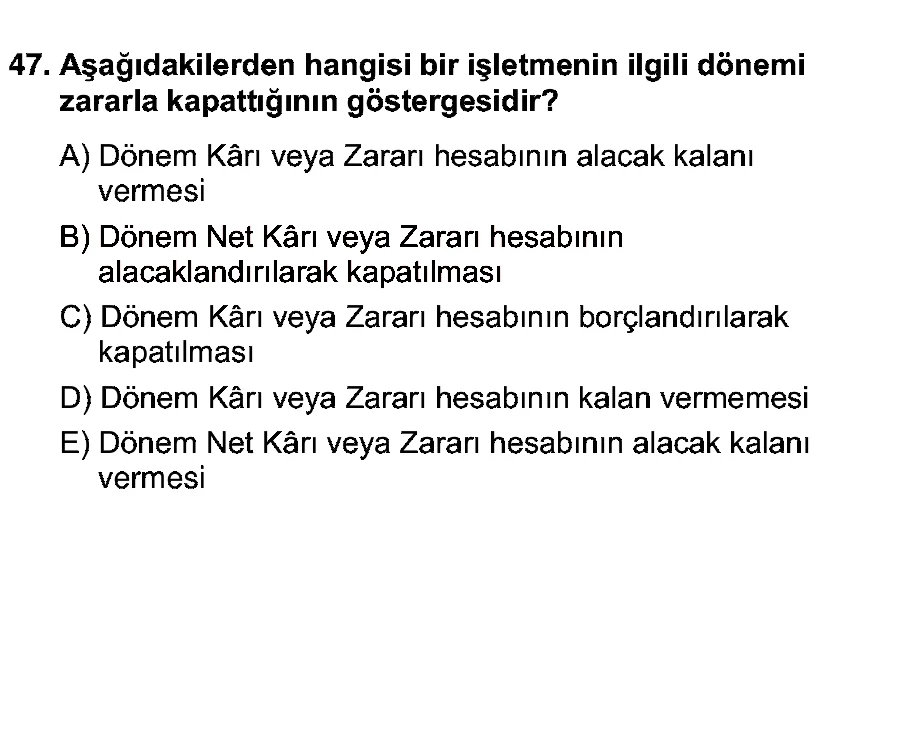 47. Aşağıdakilerden hangisi bir işletmenin ilgili dönemi
zararla kapattığının göstergesidir?
A) Dönem Kârı veya Zararı hesabının alacak kalanı
vermesi
B) Dönem Net Kârı veya Zararı hesabının
alacaklandırılarak kapatılması
C) Dönem Kârı veya Zararı hesabının borçlandırılarak
kapatılması
D) Dönem Kârı veya Zararı hesabının kalan vermemesi
E) Dönem Net Kârı veya Zararı hesabının alacak kalanı
vermesi